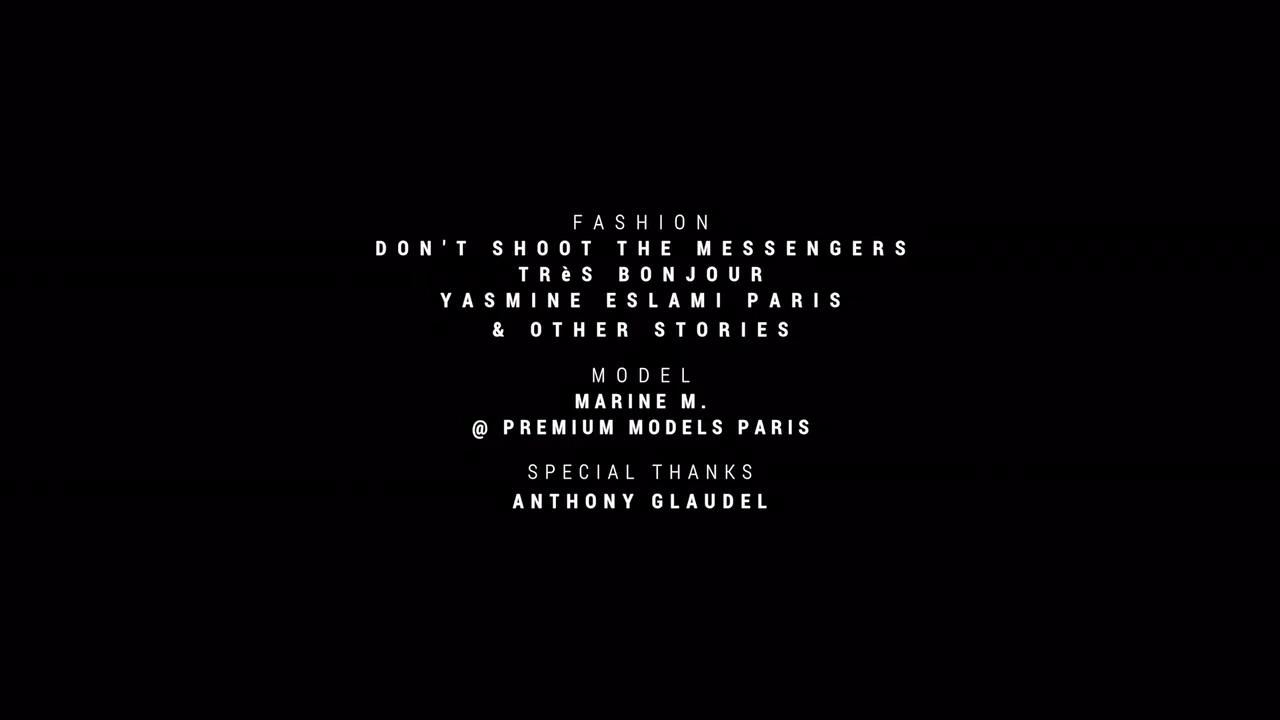 FASHION
DON'T SHOOT THE MESSENGERS
TRèS BONJOUR
YASMINE ESLAMI PARIS
& OTHER STORIES
MODEL
MARINE M.
@ PREMIUM MODELS PARIS
SPECIAL THANKS
ANTHONY GLAUDEL